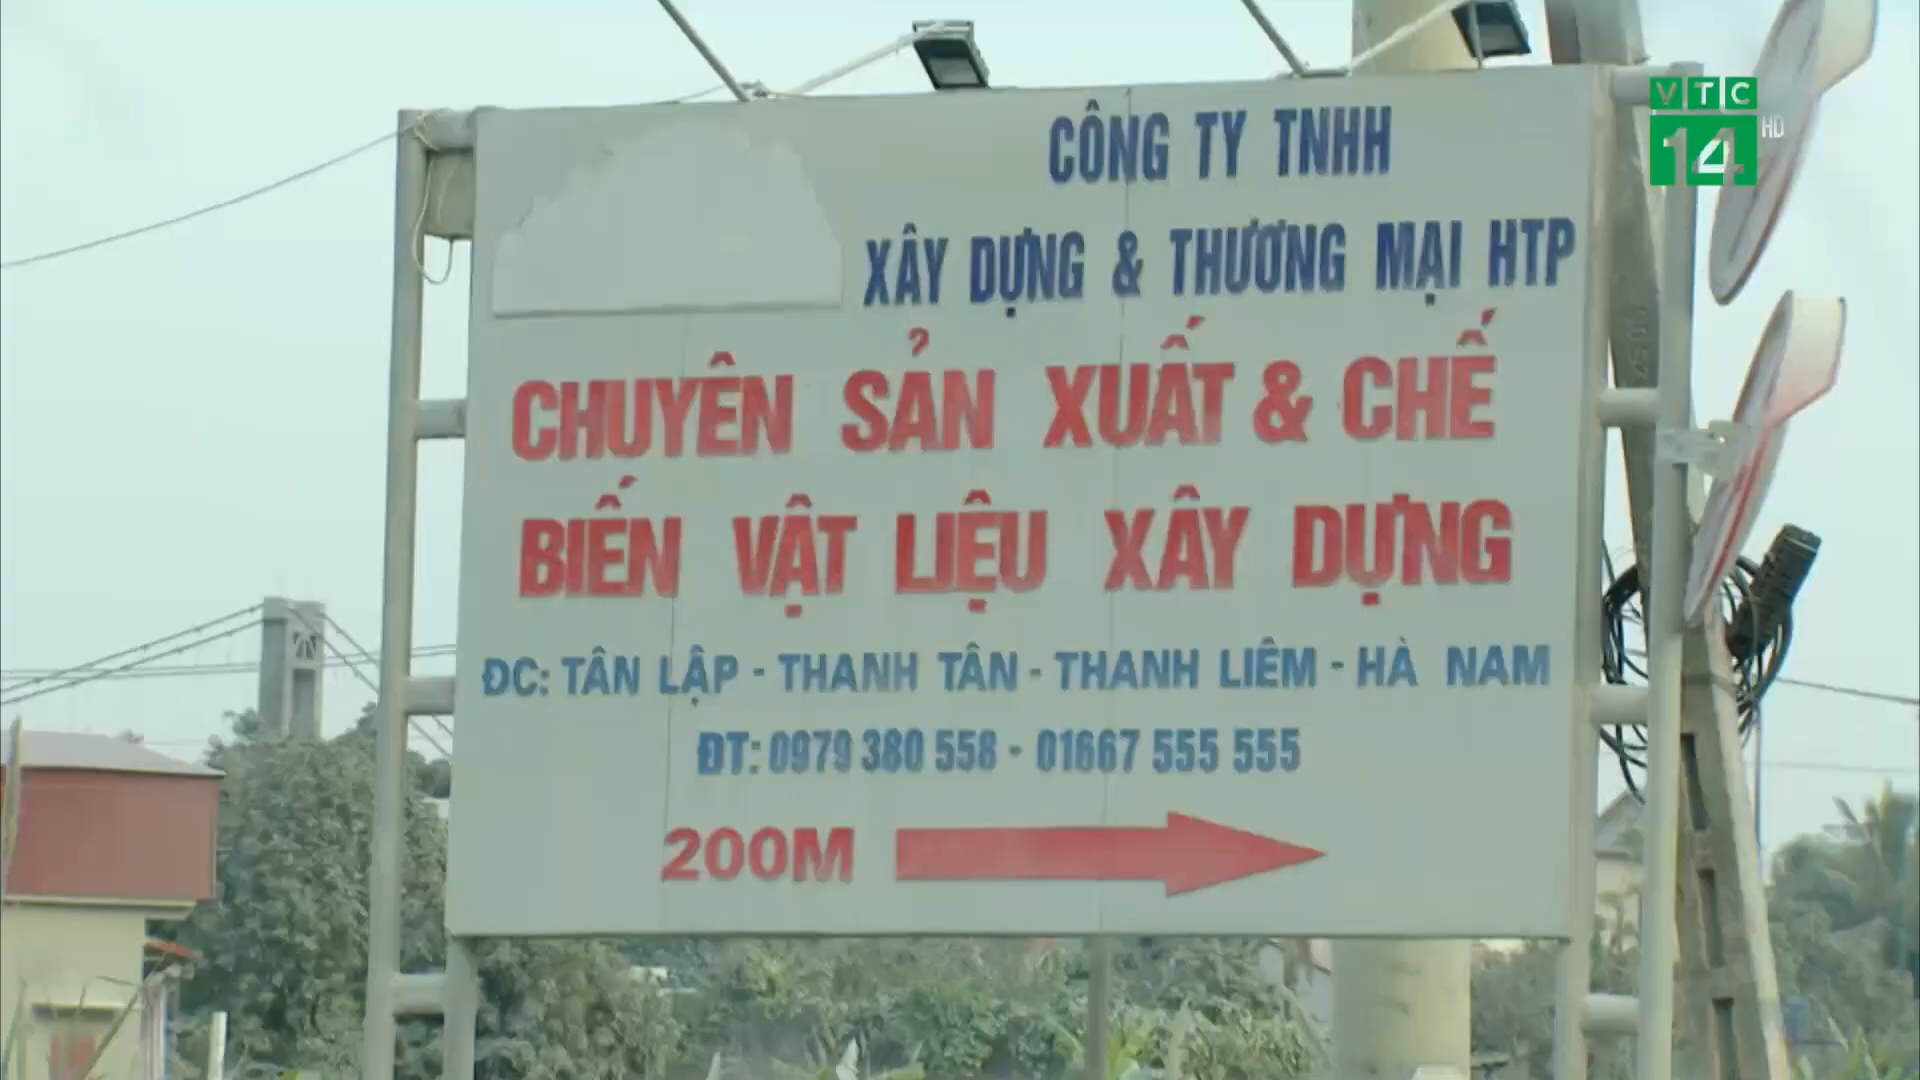 VTC
14 HD
CÔNG TY TNHH
XÂY DỰNG & THƯƠNG MẠI HTP
CHUYÊN SẢN XUẤT & CHẾ
BIẾN VẬT LIỆU XÂY DỰNG
ĐC: TÂN LẬP - THANH TÂN - THANH LIÊM - HÀ NAM
ĐT: 0979 380 558 - 01667 555 555
200M